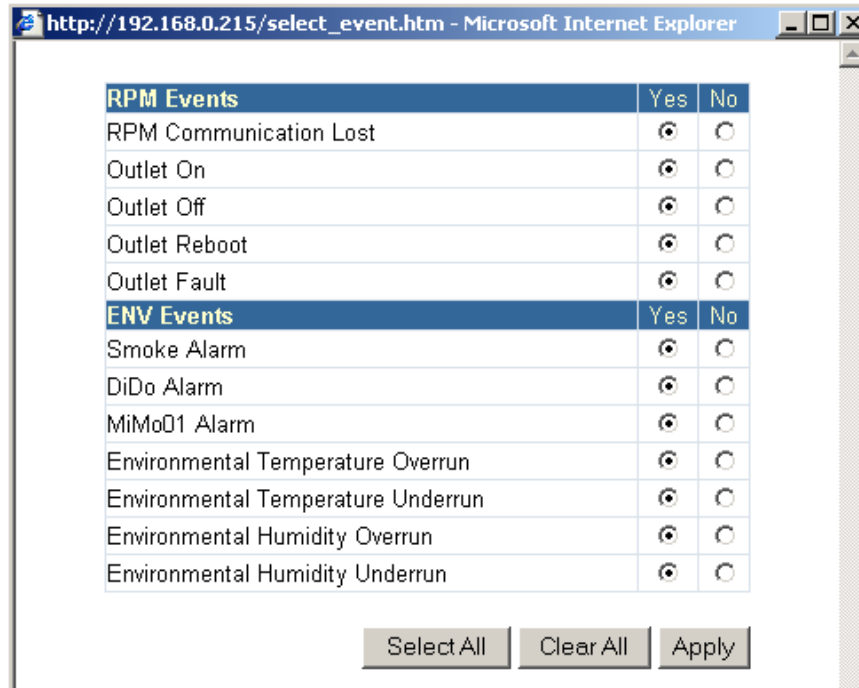 http://192.168.0.215/select_event.htm - Microsoft Internet Explorer
RPM Events Yes No
RPM Communication Lost
Outlet On
Outlet Off
Outlet Reboot
Outlet Fault
ENV Events Yes No
Smoke Alarm
DiDo Alarm
MiMo01 Alarm
Environmental Temperature Overrun
Environmental Temperature Underrun
Environmental Humidity Overrun
Environmental Humidity Underrun
Select All Clear All Apply